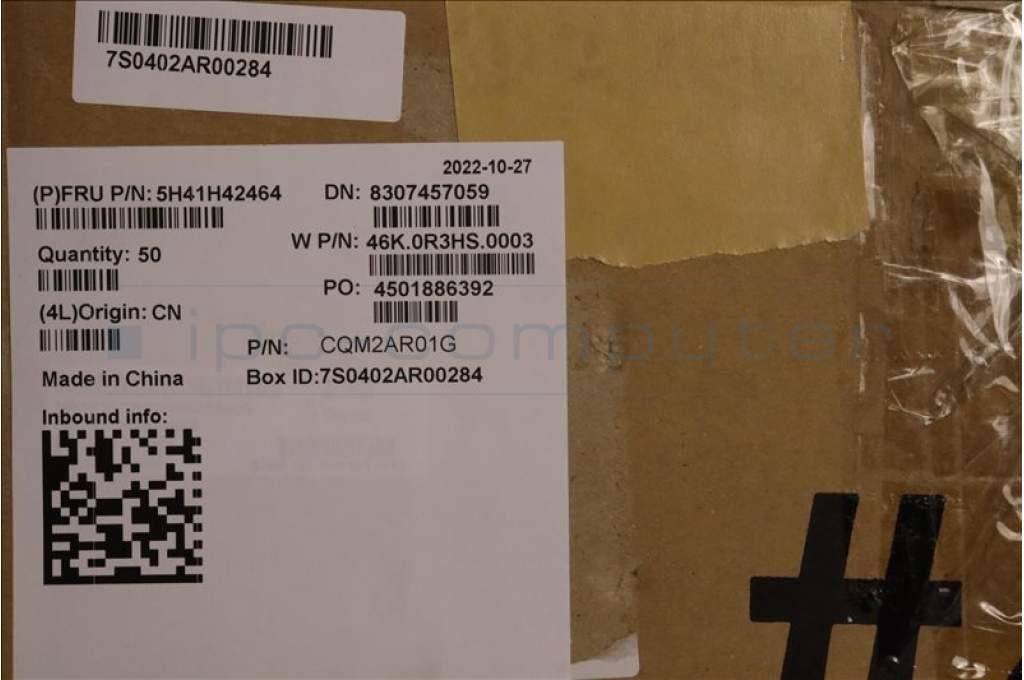 7S0402AR00284
2022-10-27
(P)FRU P/N: 5H41H42464
DN: 8307457059
W P/N: 46K.0R3HS.0003
Quantity: 50
PO: 4501886392
(4L)Origin: CN
ipc computer
P/N: CQM2AR01G
Made in China
Box ID:7S0402AR00284
Inbound info:
#